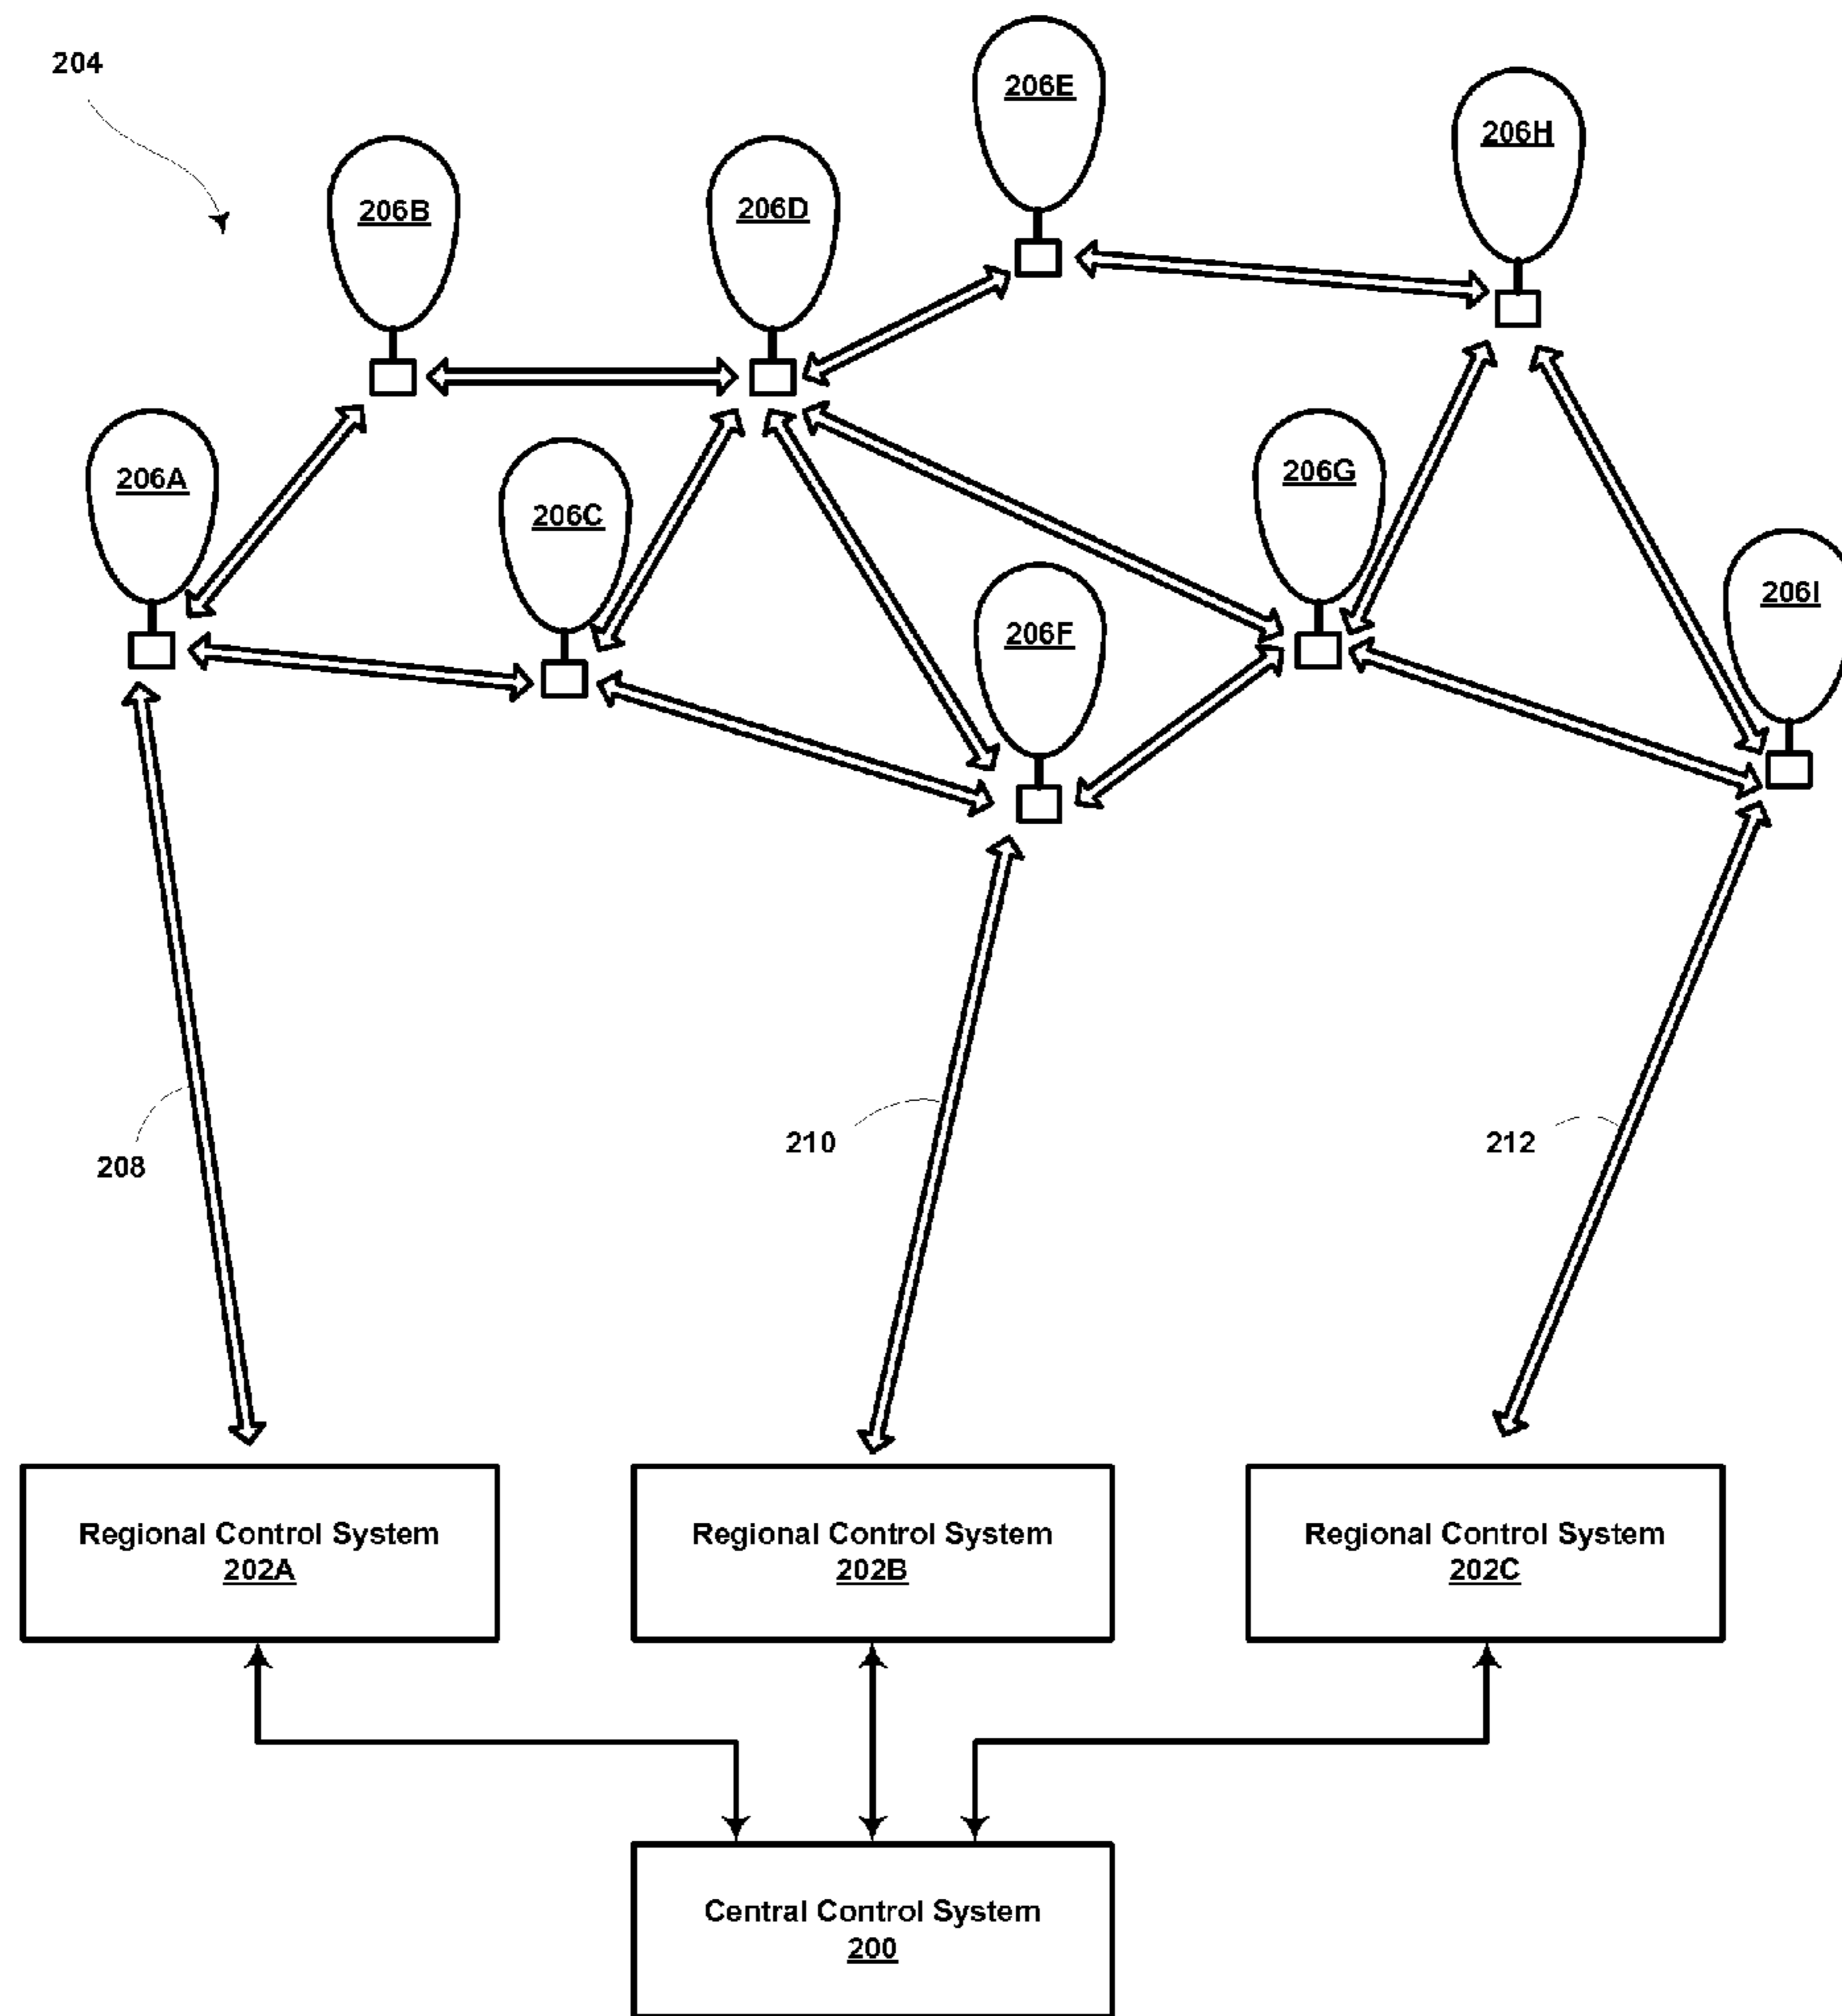 204
206E
206H
206B
206D
206A
206C
206G
206F
206I
208
210
212
Regional Control System
202A
Regional Control System
202B
Regional Control System
202C
Central Control System
200